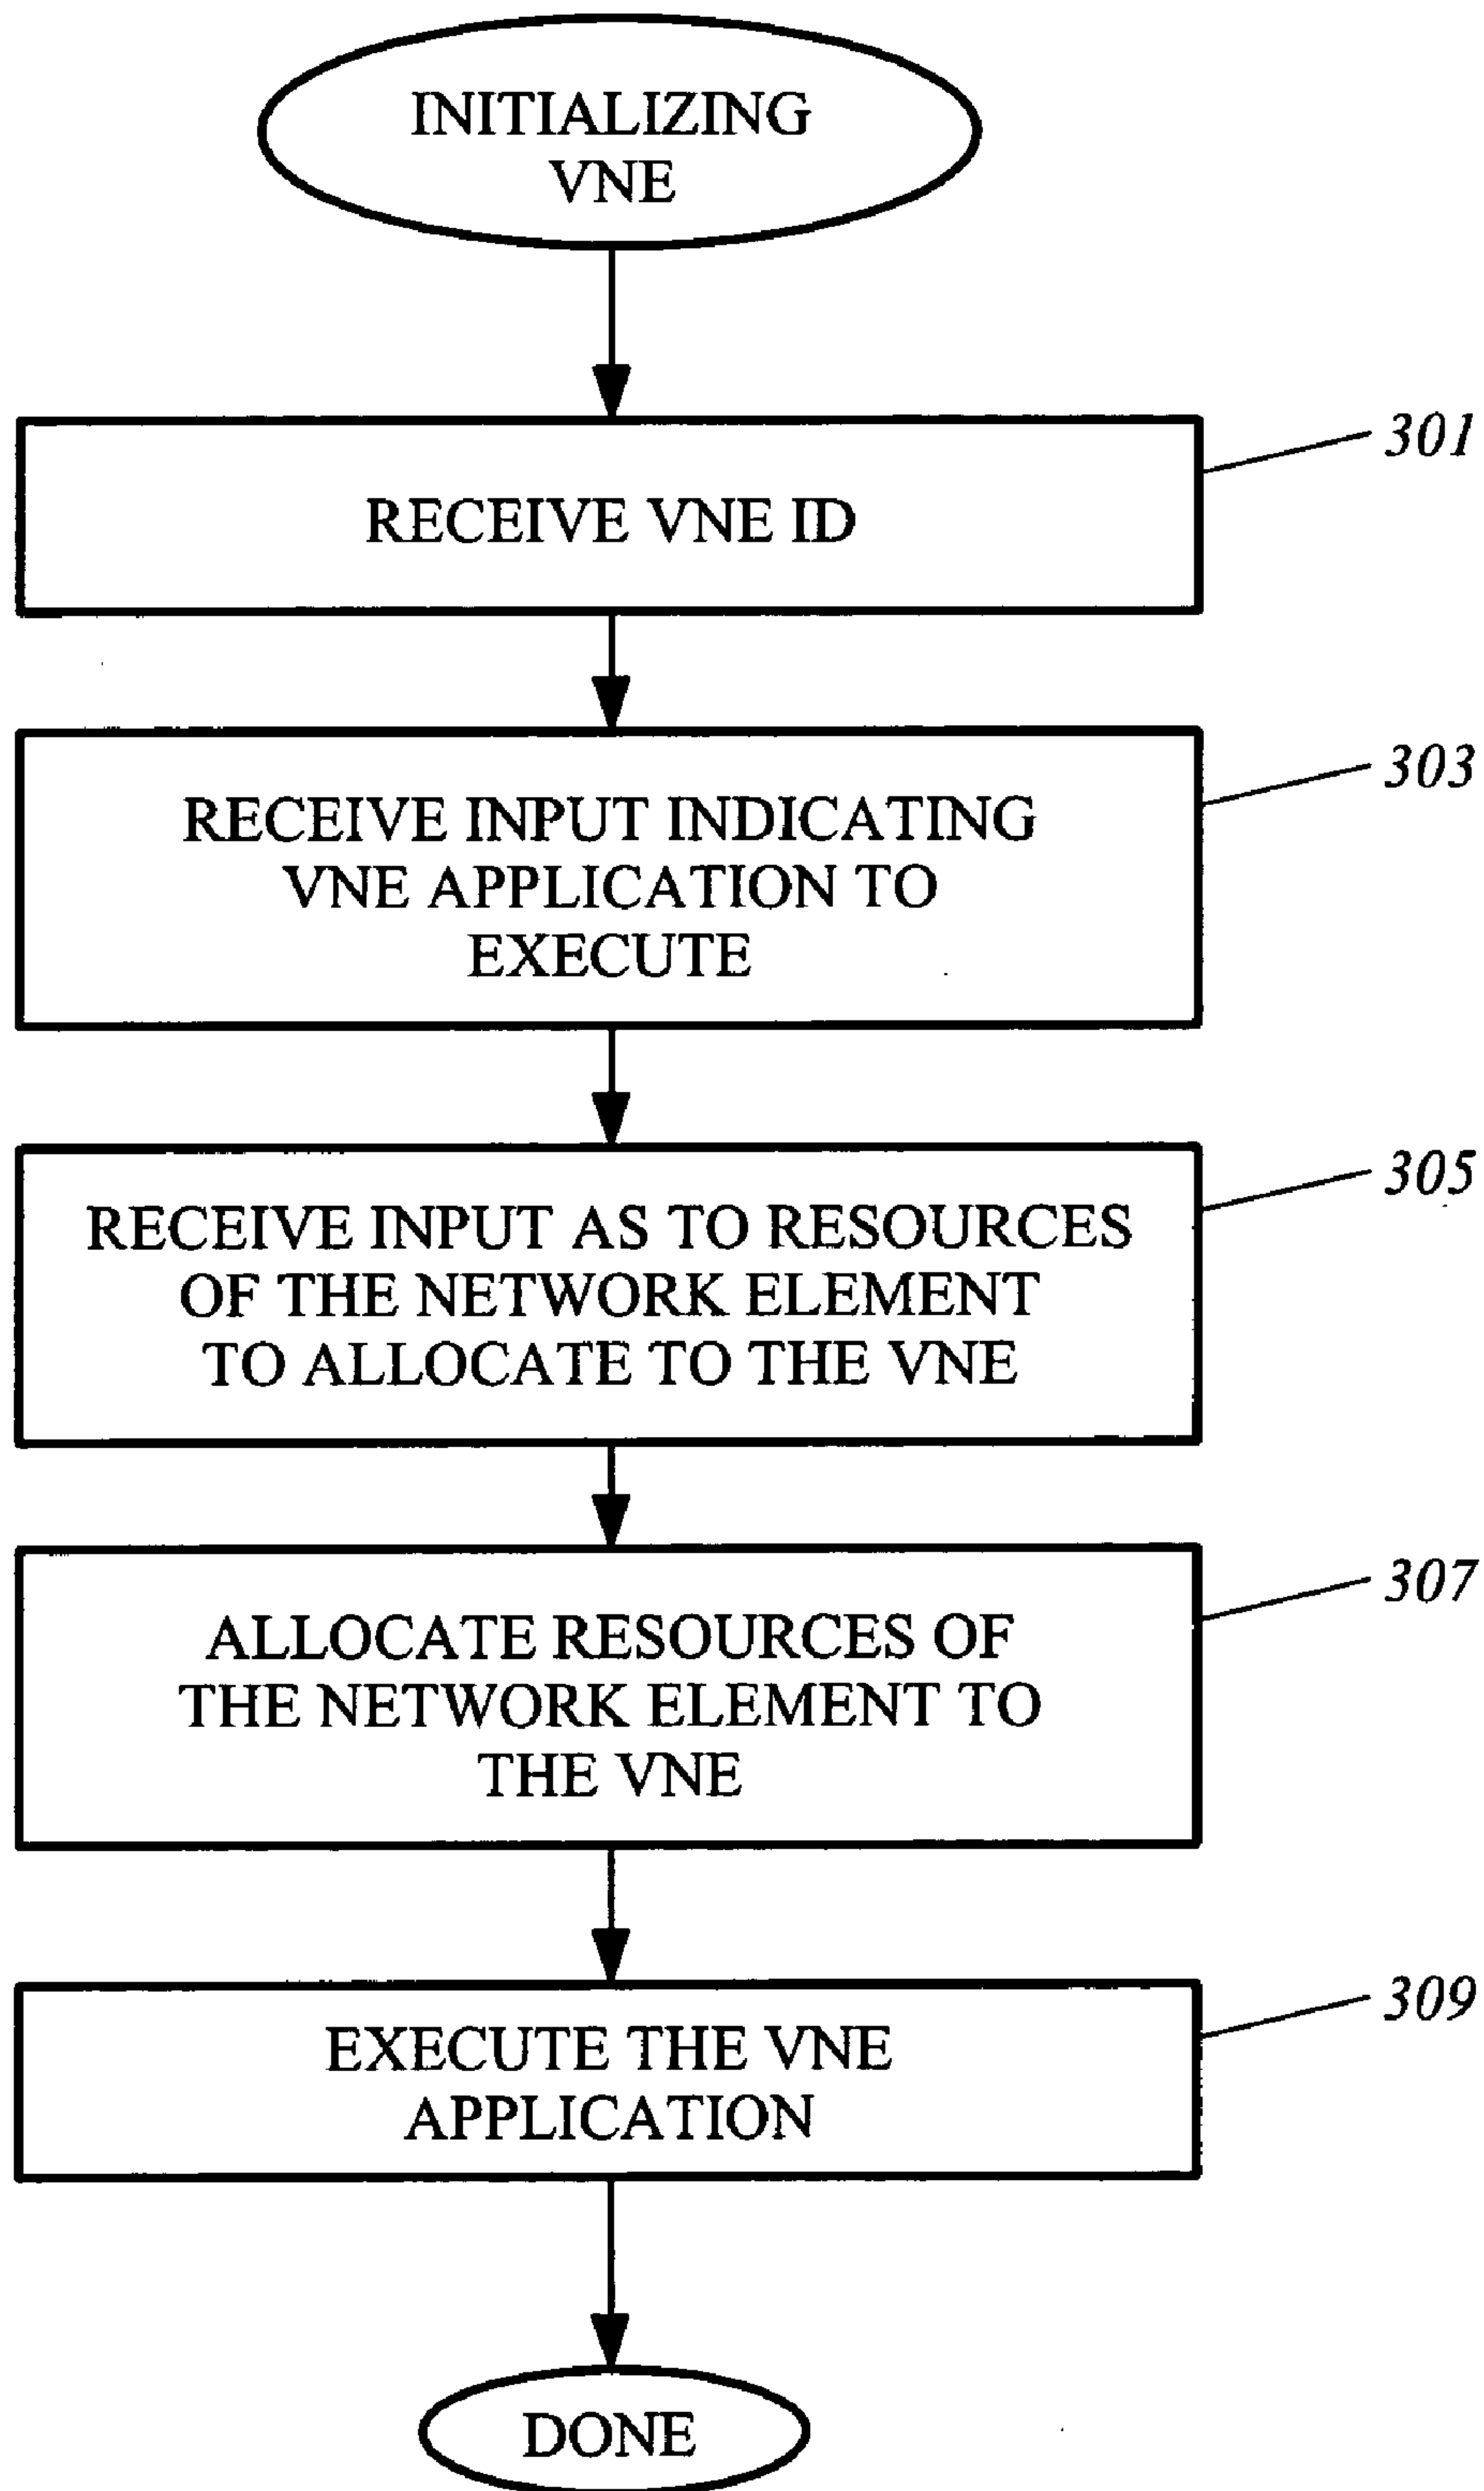 INITIALIZING
VNE
301
RECEIVE VNE ID
303
RECEIVE INPUT INDICATING
VNE APPLICATION TO
EXECUTE
305
RECEIVE INPUT AS TO RESOURCES
OF THE NETWORK ELEMENT
TO ALLOCATE TO THE VNE
307
ALLOCATE RESOURCES OF
THE NETWORK ELEMENT TO
THE VNE
309
EXECUTE THE VNE
APPLICATION
DONE